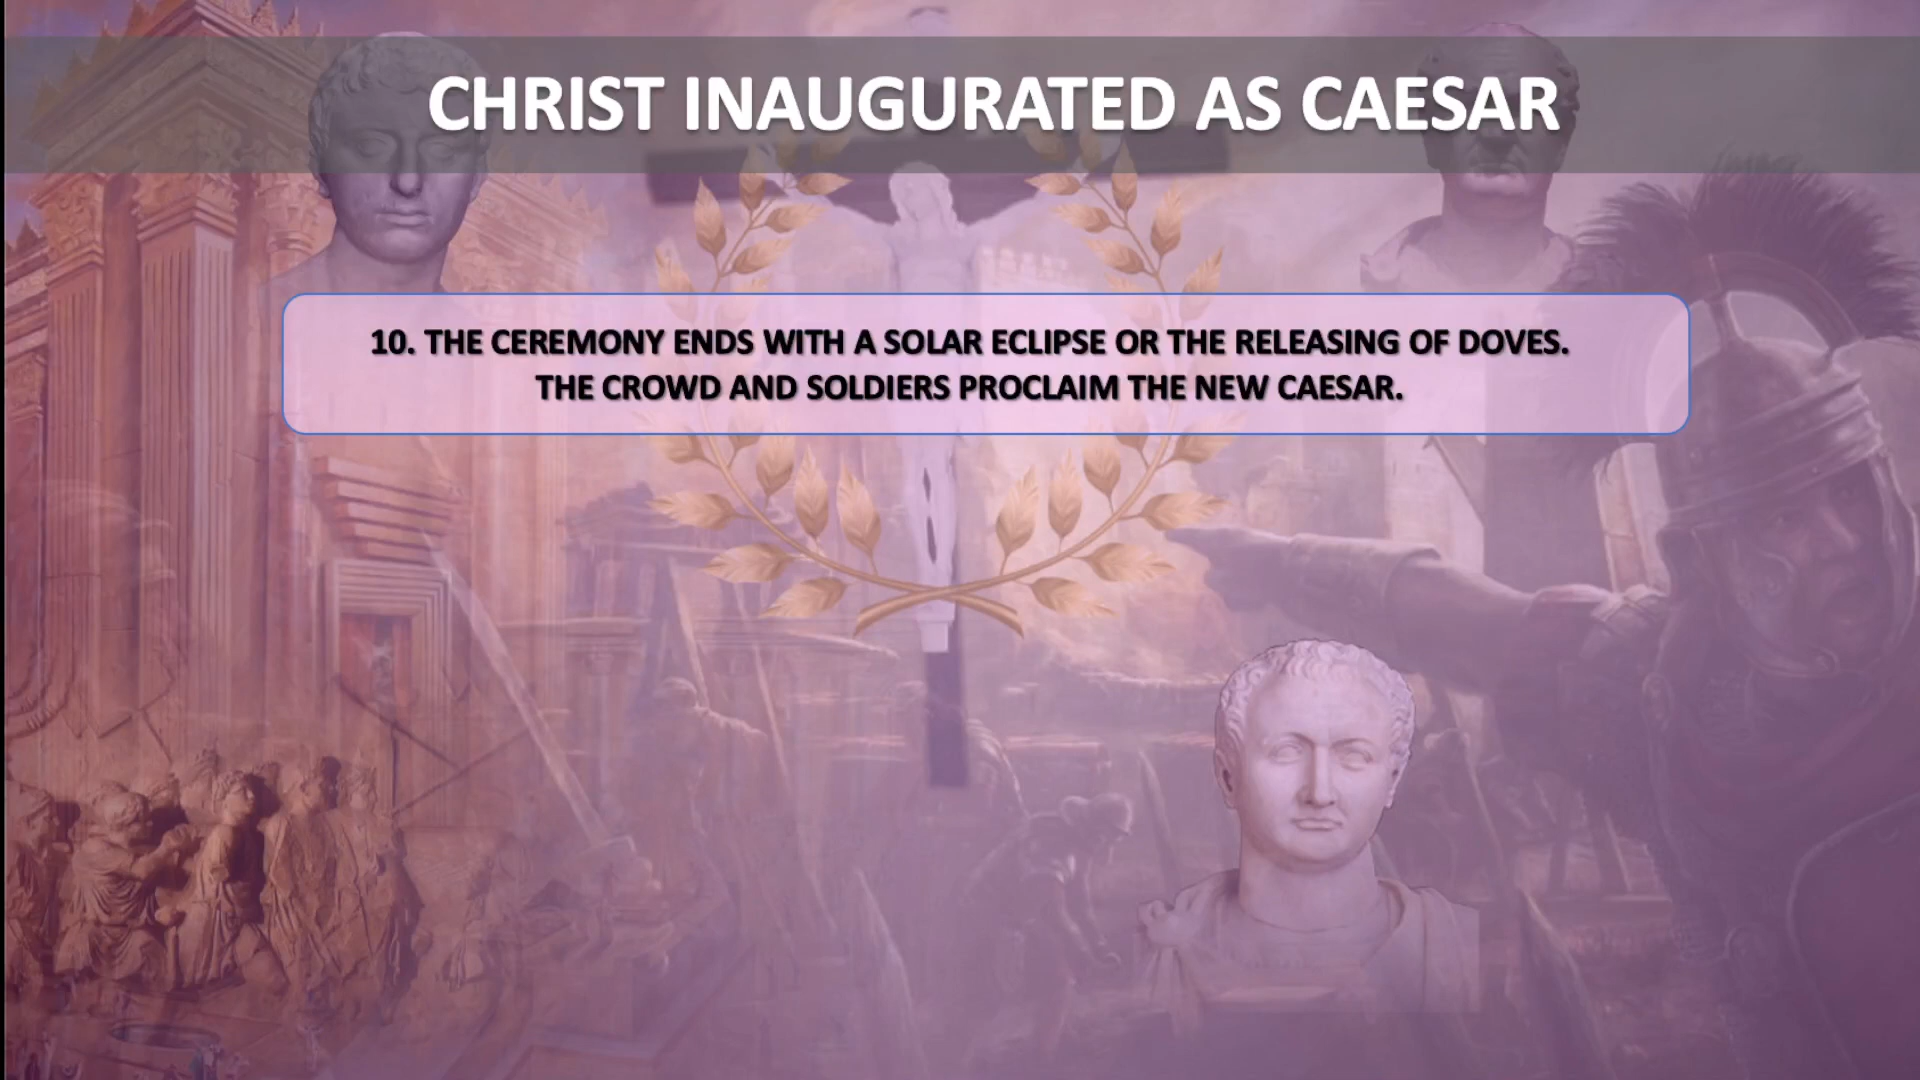 CHRIST INAUGURATED AS CAESAR
10. THE CEREMONY ENDS WITH A SOLAR ECLIPSE OR THE RELEASING OF DOVES.
THE CROWD AND SOLDIERS PROCLAIM THE NEW CAESAR.